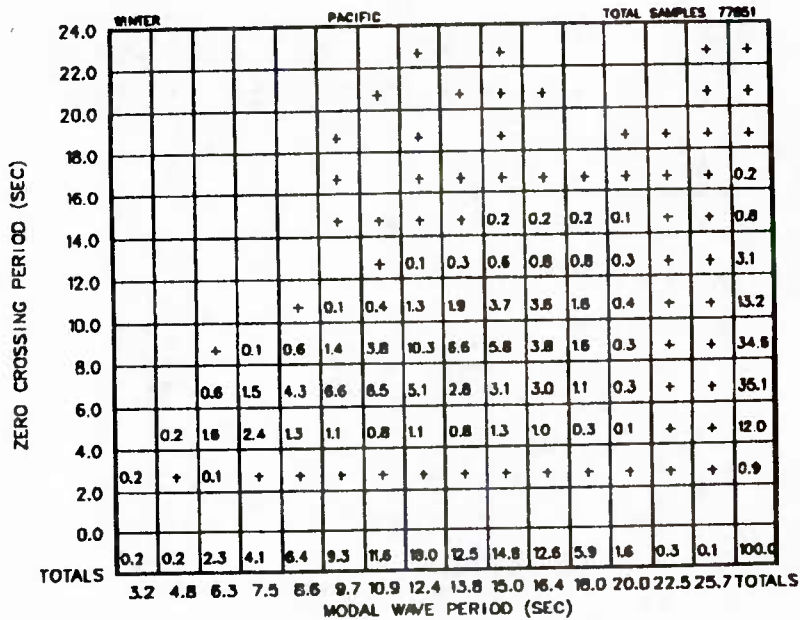 WINTER PACIFIC TOTAL SAMPLES 77851
24.0
+ + + +
22.0
+ + + + + +
20.0
+ + + + + + +
18.0
+ + + + + + + + + 0.2
16.0
+ + + + 0.2 0.2 0.2 0.1 + + 0.8
14.0
+ 0.1 0.3 0.6 0.8 0.8 0.3 + + 3.1
12.0
+ 0.1 0.4 1.3 1.9 3.7 3.6 1.8 0.4 + + 13.2
10.0
+ 0.1 0.6 1.4 3.8 10.3 6.6 5.8 3.8 1.6 0.3 + + 34.6
8.0
0.6 1.5 4.3 6.6 6.5 5.1 2.8 3.1 3.0 1.1 0.3 + + 35.1
6.0
0.2 1.6 2.4 1.3 1.1 0.8 1.1 0.8 1.3 1.0 0.3 0.1 + + 12.0
4.0
0.2 + 0.1 + + + + + + + + + + + + 0.9
2.0
0.0
0.2 0.2 2.3 4.1 6.4 9.3 11.6 18.0 12.5 14.8 12.6 5.9 1.6 0.3 0.1 100.0
TOTALS
3.2 4.8 6.3 7.5 8.6 9.7 10.9 12.4 13.8 15.0 16.4 18.0 20.0 22.5 25.7 TOTALS
MODAL WAVE PERIOD (SEC)
ZERO CROSSING PERIOD (SEC)